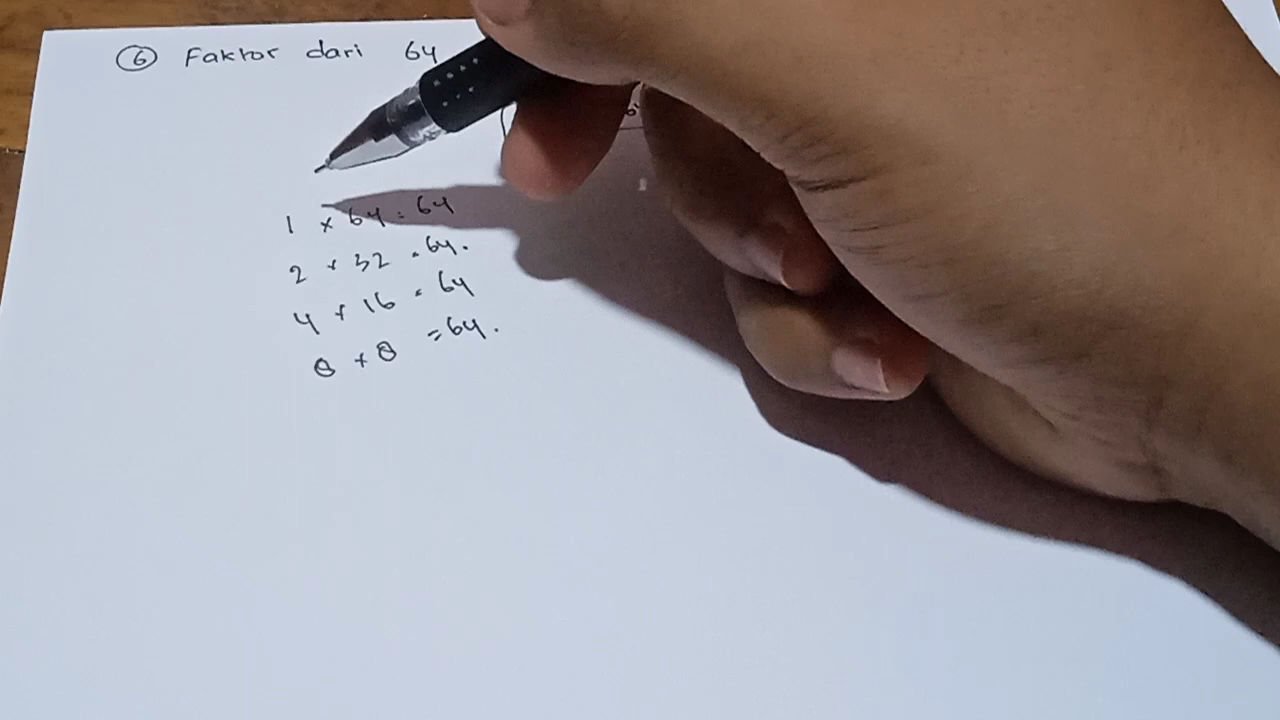 6 Faktor dari 64
1 × 64 = 64
2 × 32 = 64.
4 × 16 = 64
8 × 8 = 64.